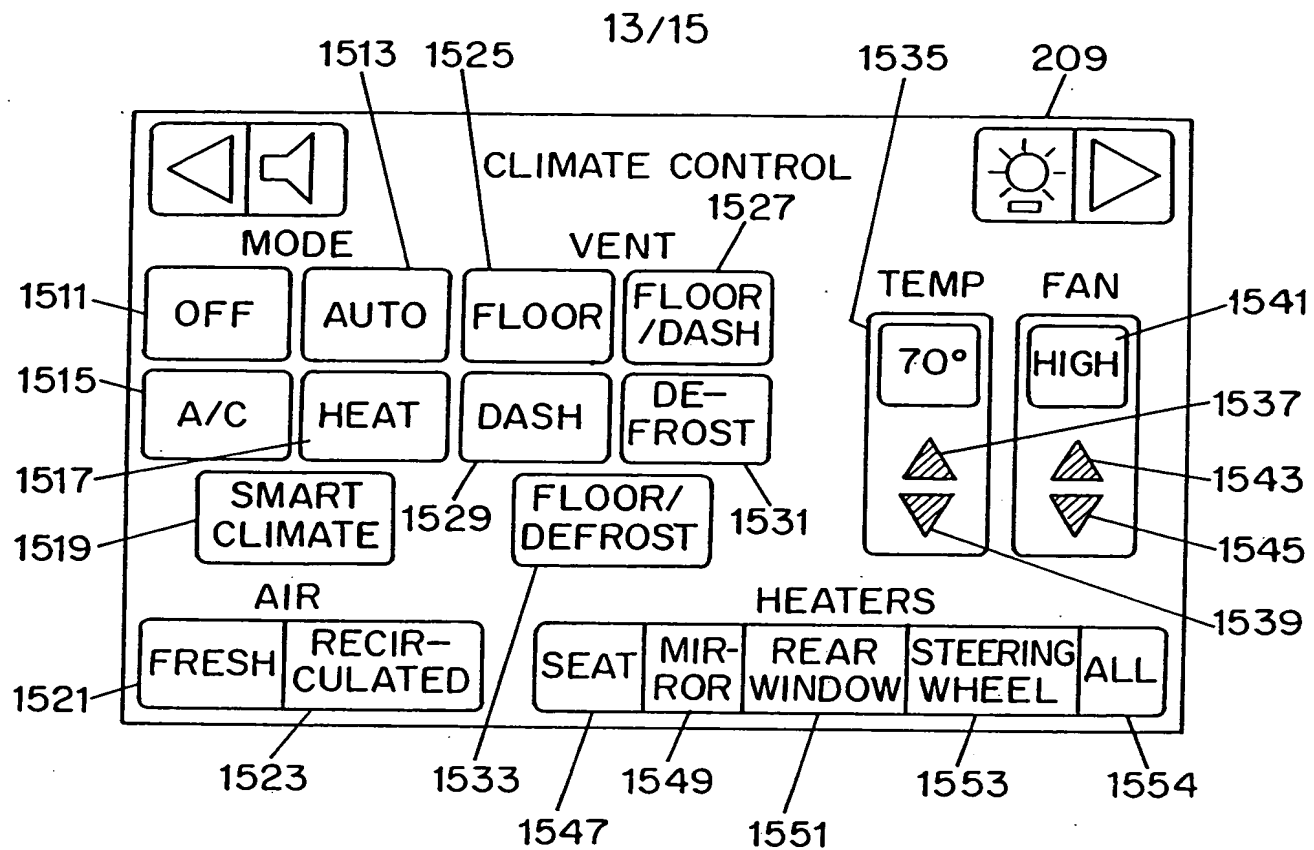 13/15
1513 1525 1535 209
CLIMATE CONTROL
1527
MODE VENT
TEMP FAN
1511 OFF AUTO FLOOR FLOOR
/DASH
70° HIGH 1541
1515 A/C HEAT DASH DE-
FROST
1537
1517
1543
SMART
CLIMATE
1529
FLOOR/
DEFROST
1531
1519
1545
AIR HEATERS
1539
FRESH RECIR-
CULATED
SEAT MIR-
ROR
REAR
WINDOW
STEERING
WHEEL
ALL
1521
1523 1533 1549 1553 1554
1547 1551